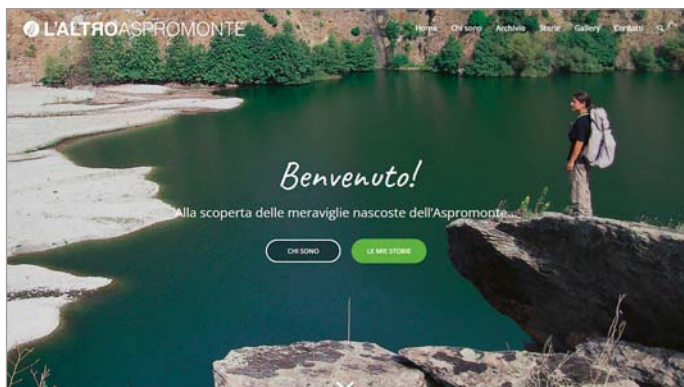 L'ALTROASPROMONTE
Home Chi sono Archivio Storie Gallery Contatti
Benvenuto!
Alla scoperta delle meraviglie nascoste dell'Aspromonte...
CHI SONO LE MIE STORIE